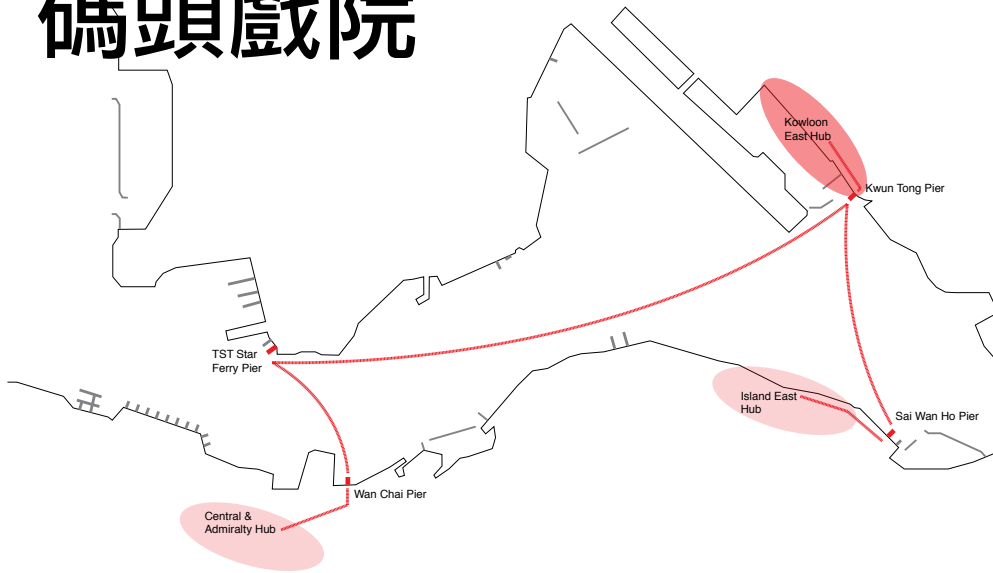 碼頭戲院
Kowloon
East Hub
Kwun Tong Pier
TST Star
Ferry Pier
Island East
Hub
Sai Wan Ho Pier
Wan Chai Pier
Central &
Admiralty Hub